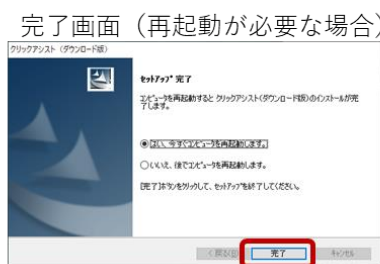 完了画面（再起動が必要な場合）
クリックアシスト（ダウンロード版）
セットアップ 完了
コンピュータを再起動すると クリックアシスト(ダウンロード版)のインストールが完
了します。
はい、今すぐコンピュータを再起動します。
いいえ、後でコンピュータを再起動します。
[完了]ボタンをクリックして、セットアップを終了してください。
< 戻る(B)
完了
キャンセル